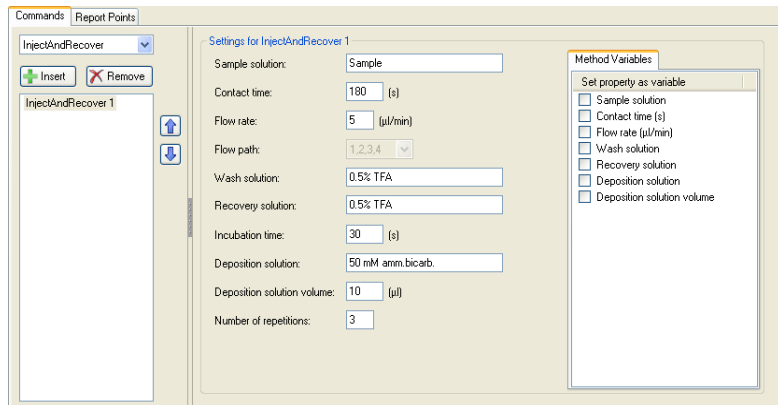 Commands Report Points
InjectAndRecover
Insert Remove
InjectAndRecover 1
Settings for InjectAndRecover 1
Sample solution: Sample
Contact time: 180 (s)
Flow rate: 5 (µl/min)
Flow path: 1,2,3,4
Wash solution: 0.5% TFA
Recovery solution: 0.5% TFA
Incubation time: 30 (s)
Deposition solution: 50 mM amm.bicarb.
Deposition solution volume: 10 (µl)
Number of repetitions: 3
Method Variables
Set property as variable
Sample solution
Contact time (s)
Flow rate (µl/min)
Wash solution
Recovery solution
Deposition solution
Deposition solution volume